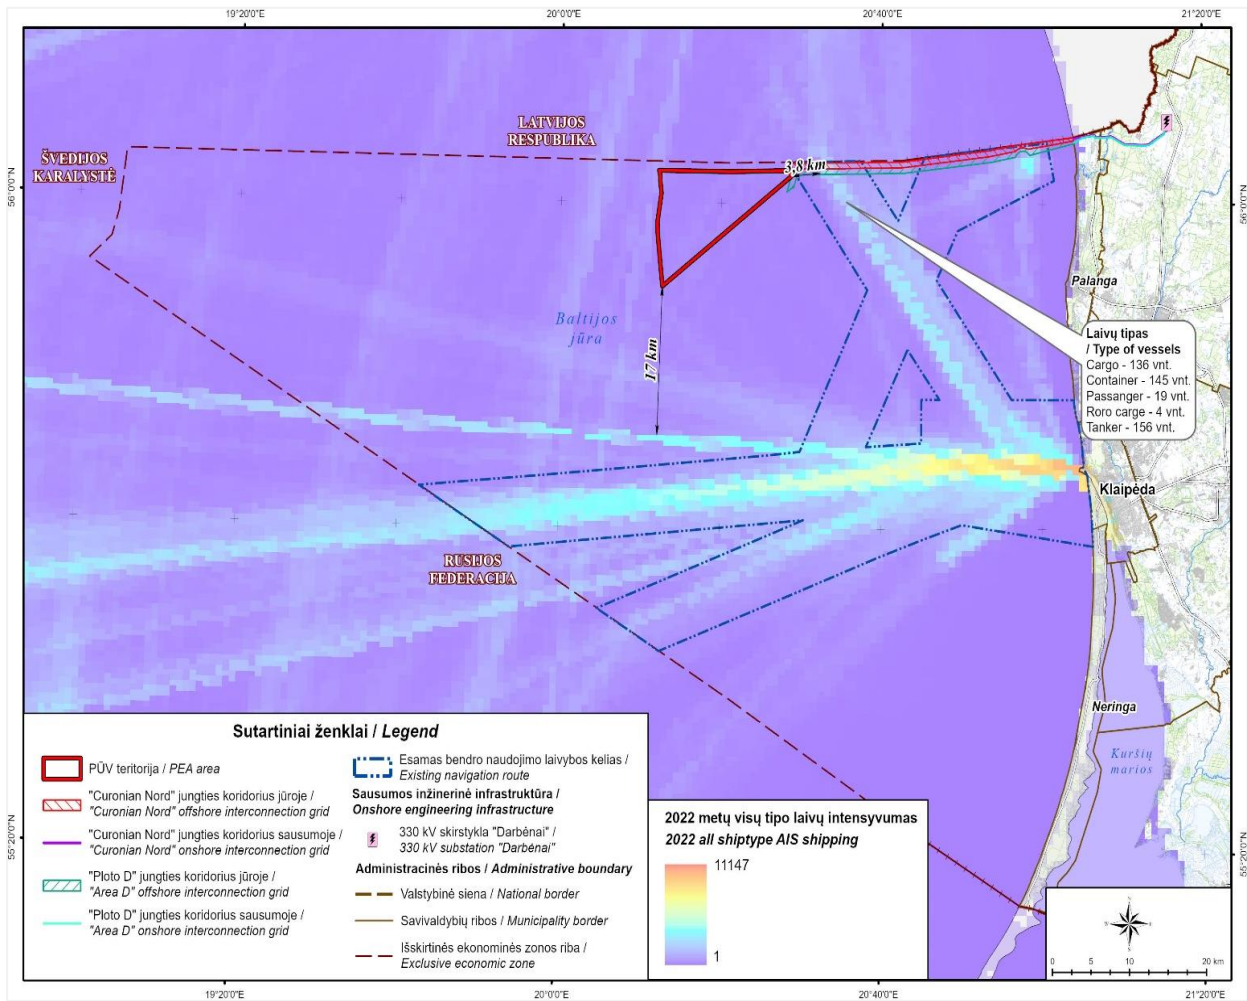 19°20'0"E
20°0'0"E
20°40'0"E
21°20'0"E
LATVIJOS
RESPUBLIKA
ŠVEDIJOS
KARALYSTĖ
3,8 km
56°0'0"N
56°0'0"N
Palanga
Baltijos
jūra
17 km
Laivų tipas
/ Type of vessels
Cargo - 136 vnt.
Container - 145 vnt.
Passanger - 19 vnt.
Roro carge - 4 vnt.
Tanker - 156 vnt.
Klaipėda
RUSIJOS
FEDERACIJA
Neringa
Kuršių
marios
Sutartiniai ženklai / Legend
PŪV teritorija / PEA area
"Curonian Nord" jungties koridorius jūroje /
"Curonian Nord" offshore interconnection grid
"Curonian Nord" jungties koridorius sausumoje /
"Curonian Nord" onshore interconnection grid
"Ploto D" jungties koridorius jūroje /
"Area D" offshore interconnection grid
"Ploto D" jungties koridorius sausumoje /
"Area D" onshore interconnection grid
Esamas bendro naudojimo laivybos kelias /
Existing navigation route
Sausumos inžinerinė infrastruktūra /
Onshore engineering infrastructure
330 kV skirstykla "Darbėnai" /
330 kV substation "Darbėnai"
Administracinės ribos / Administrative boundary
Valstybinė siena / National border
Savivaldybių ribos / Municipality border
Išskirtinės ekonominės zonos riba /
Exclusive economic zone
2022 metų visų tipo laivų intensyvumas
2022 all shiptype AIS shipping
11147
1
55°20'0"N
55°20'0"N
0 5 10 20 km
19°20'0"E
20°0'0"E
20°40'0"E
21°20'0"E